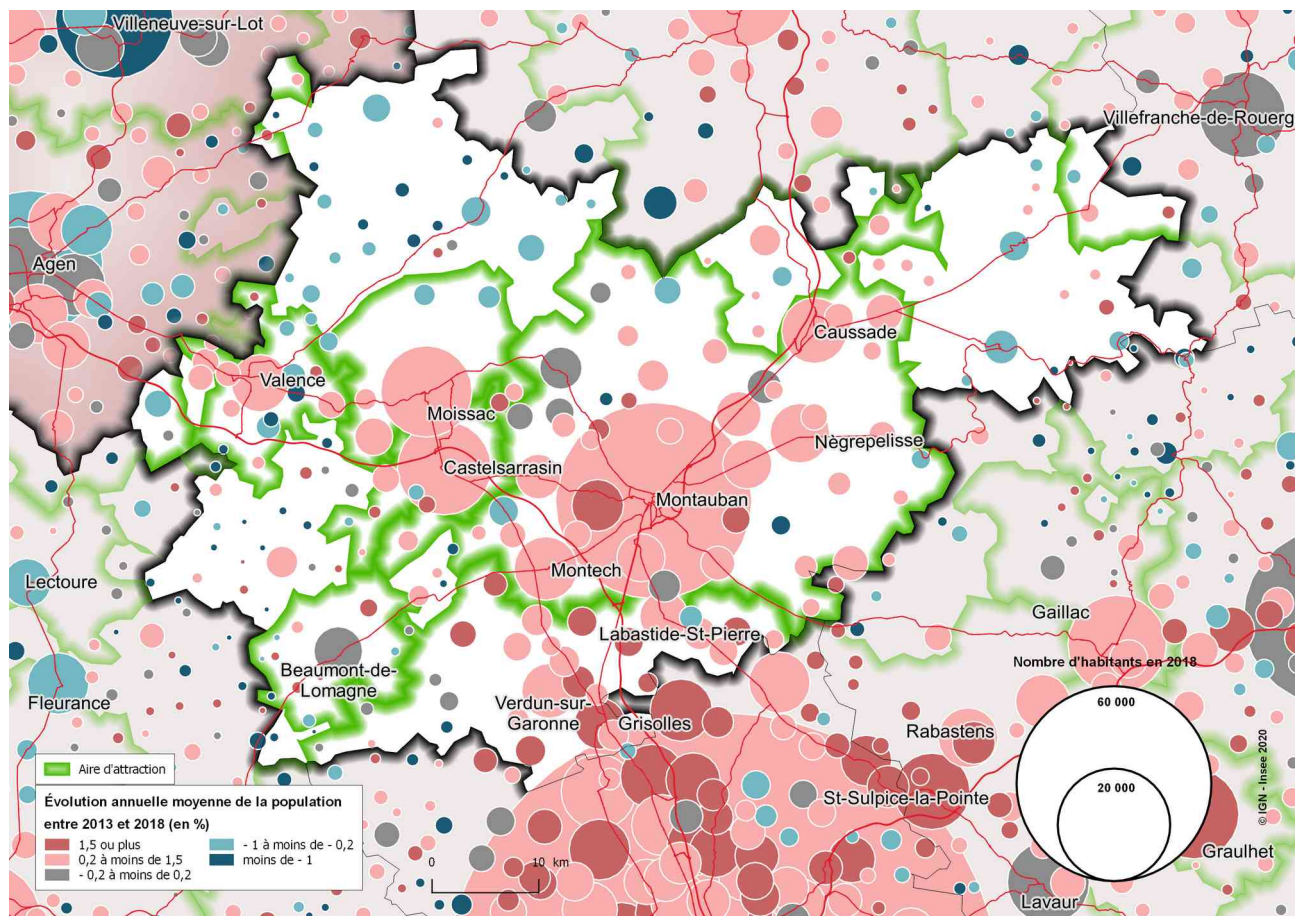 Villeneuve-sur-Lot
Villefranche-de-Rouerg
Agen
Caussade
Valence
Moissac
Nègrepelisse
Castelsarrasin
Montauban
Lectoure
Montech
Gaillac
Labastide-St-Pierre
Beaumont-de-
Lomagne
Fleurance
Verdun-sur-
Garonne
Grisolles
Rabastens
St-Sulpice-la-Pointe
Graulhet
Lavaur
Nombre d'habitants en 2018
60 000
20 000
Aire d'attraction
Évolution annuelle moyenne de la population
entre 2013 et 2018 (en %)
1,5 ou plus
0,2 à moins de 1,5
- 0,2 à moins de 0,2
- 1 à moins de - 0,2
moins de - 1
0 10 km
© IGN - Insee 2020